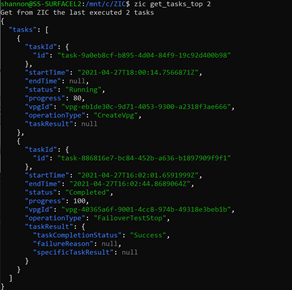 shannon@SS-SURFACEL2:/mnt/c/ZIC$ zic get_tasks_top 2
Get from ZIC the last executed 2 tasks
{
"tasks": [
{
"taskId": {
"id": "task-9a0eb8cf-b895-4d04-84f9-19c92d400b98"
},
"startTime": "2021-04-27T18:00:14.7566871Z",
"endTime": null,
"status": "Running",
"progress": 80,
"vpgId": "vpg-eb1de30c-9d71-4053-9300-a2318f3ae666",
"operationType": "CreateVpg",
"taskResult": null
},
{
"taskId": {
"id": "task-886816e7-bc84-452b-a636-b1897909f9f1"
},
"startTime": "2021-04-27T16:02:01.6591999Z",
"endTime": "2021-04-27T16:02:44.8689064Z",
"status": "Completed",
"progress": 100,
"vpgId": "vpg-40365a6f-9001-4cc8-974b-49318e3beb1b",
"operationType": "FailoverTestStop",
"taskResult": {
"taskCompletionStatus": "Success",
"failureReason": null,
"specificTaskResult": null
}
}
]
}